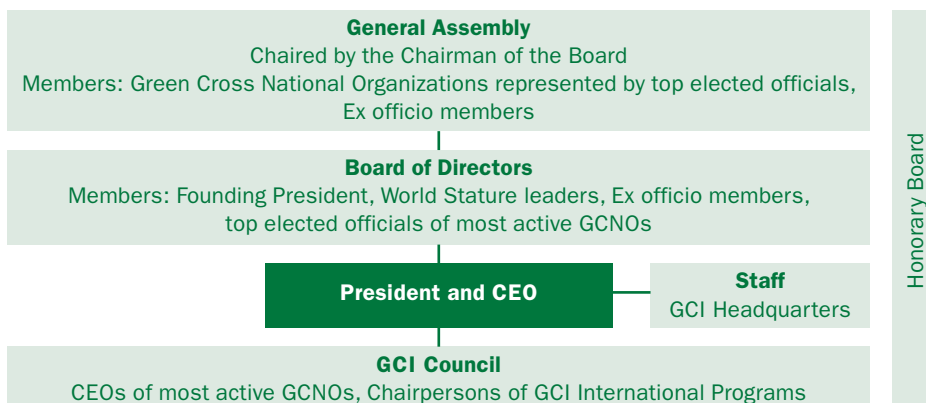 General Assembly
Chaired by the Chairman of the Board
Members: Green Cross National Organizations represented by top elected officials,
Ex officio members
Board of Directors
Members: Founding President, World Stature leaders, Ex officio members,
top elected officials of most active GCNOs
President and CEO
Staff
GCI Headquarters
GCI Council
CEOs of most active GCNOs, Chairpersons of GCI International Programs
Honorary Board